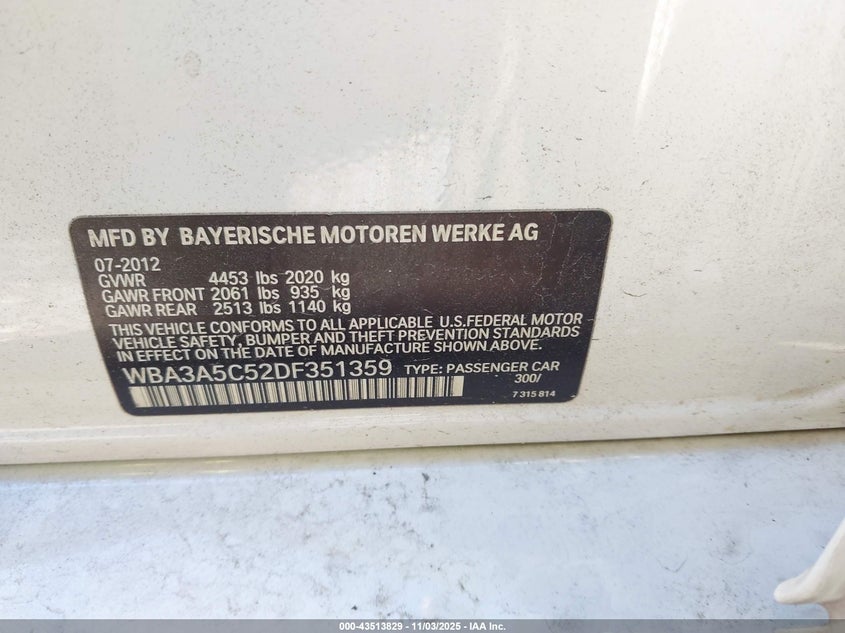 MFD BY BAYERISCHE MOTOREN WERKE AG
07-2012
GVWR 4453 lbs 2020 kg
GAWR FRONT 2061 lbs 935 kg
GAWR REAR 2513 lbs 1140 kg
THIS VEHICLE CONFORMS TO ALL APPLICABLE U.S.FEDERAL MOTOR
VEHICLE SAFETY, BUMPER AND THEFT PREVENTION STANDARDS
IN EFFECT ON THE DATE OF MANUFACTURE SHOWN ABOVE.
WBA3A5C52DF351359 TYPE: PASSENGER CAR
300/
7 315 814
000-43513829 - 11/03/2025 - IAA Inc.